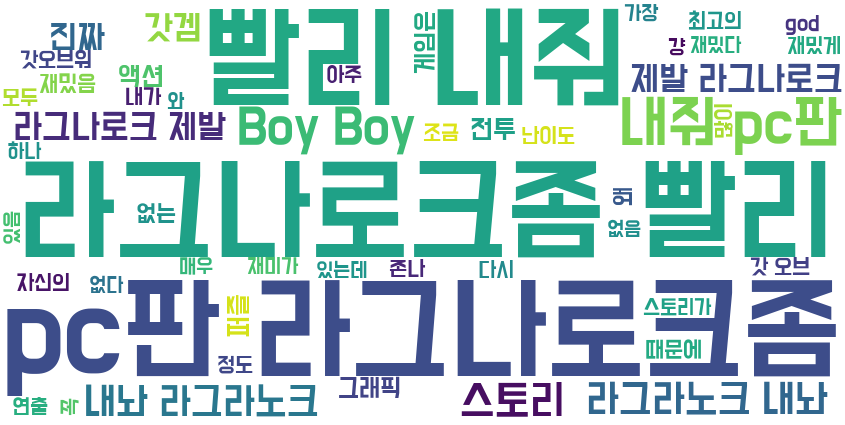 빨리 내줘
진짜
갓겜
게임은
가장
최고의
god
갓오브워
재밌음
액션
아주
걍
재밌다
재밌게
제발 라그나로크
모두
내가
와
라그나로크 제발
Boy Boy
조금
전투
난이도
내줘
많이
pc판
하나
라그나로크좀 빨리
없는
왜
없음
있음
매우
재미가
있는데
존나
다시
갓 오브
자신의
없다
pc판 라그나로크좀
퍼즐
스토리가
때문에
정도
그래픽
연출
내놔 라그라노크
스토리
라그라노크 내놔